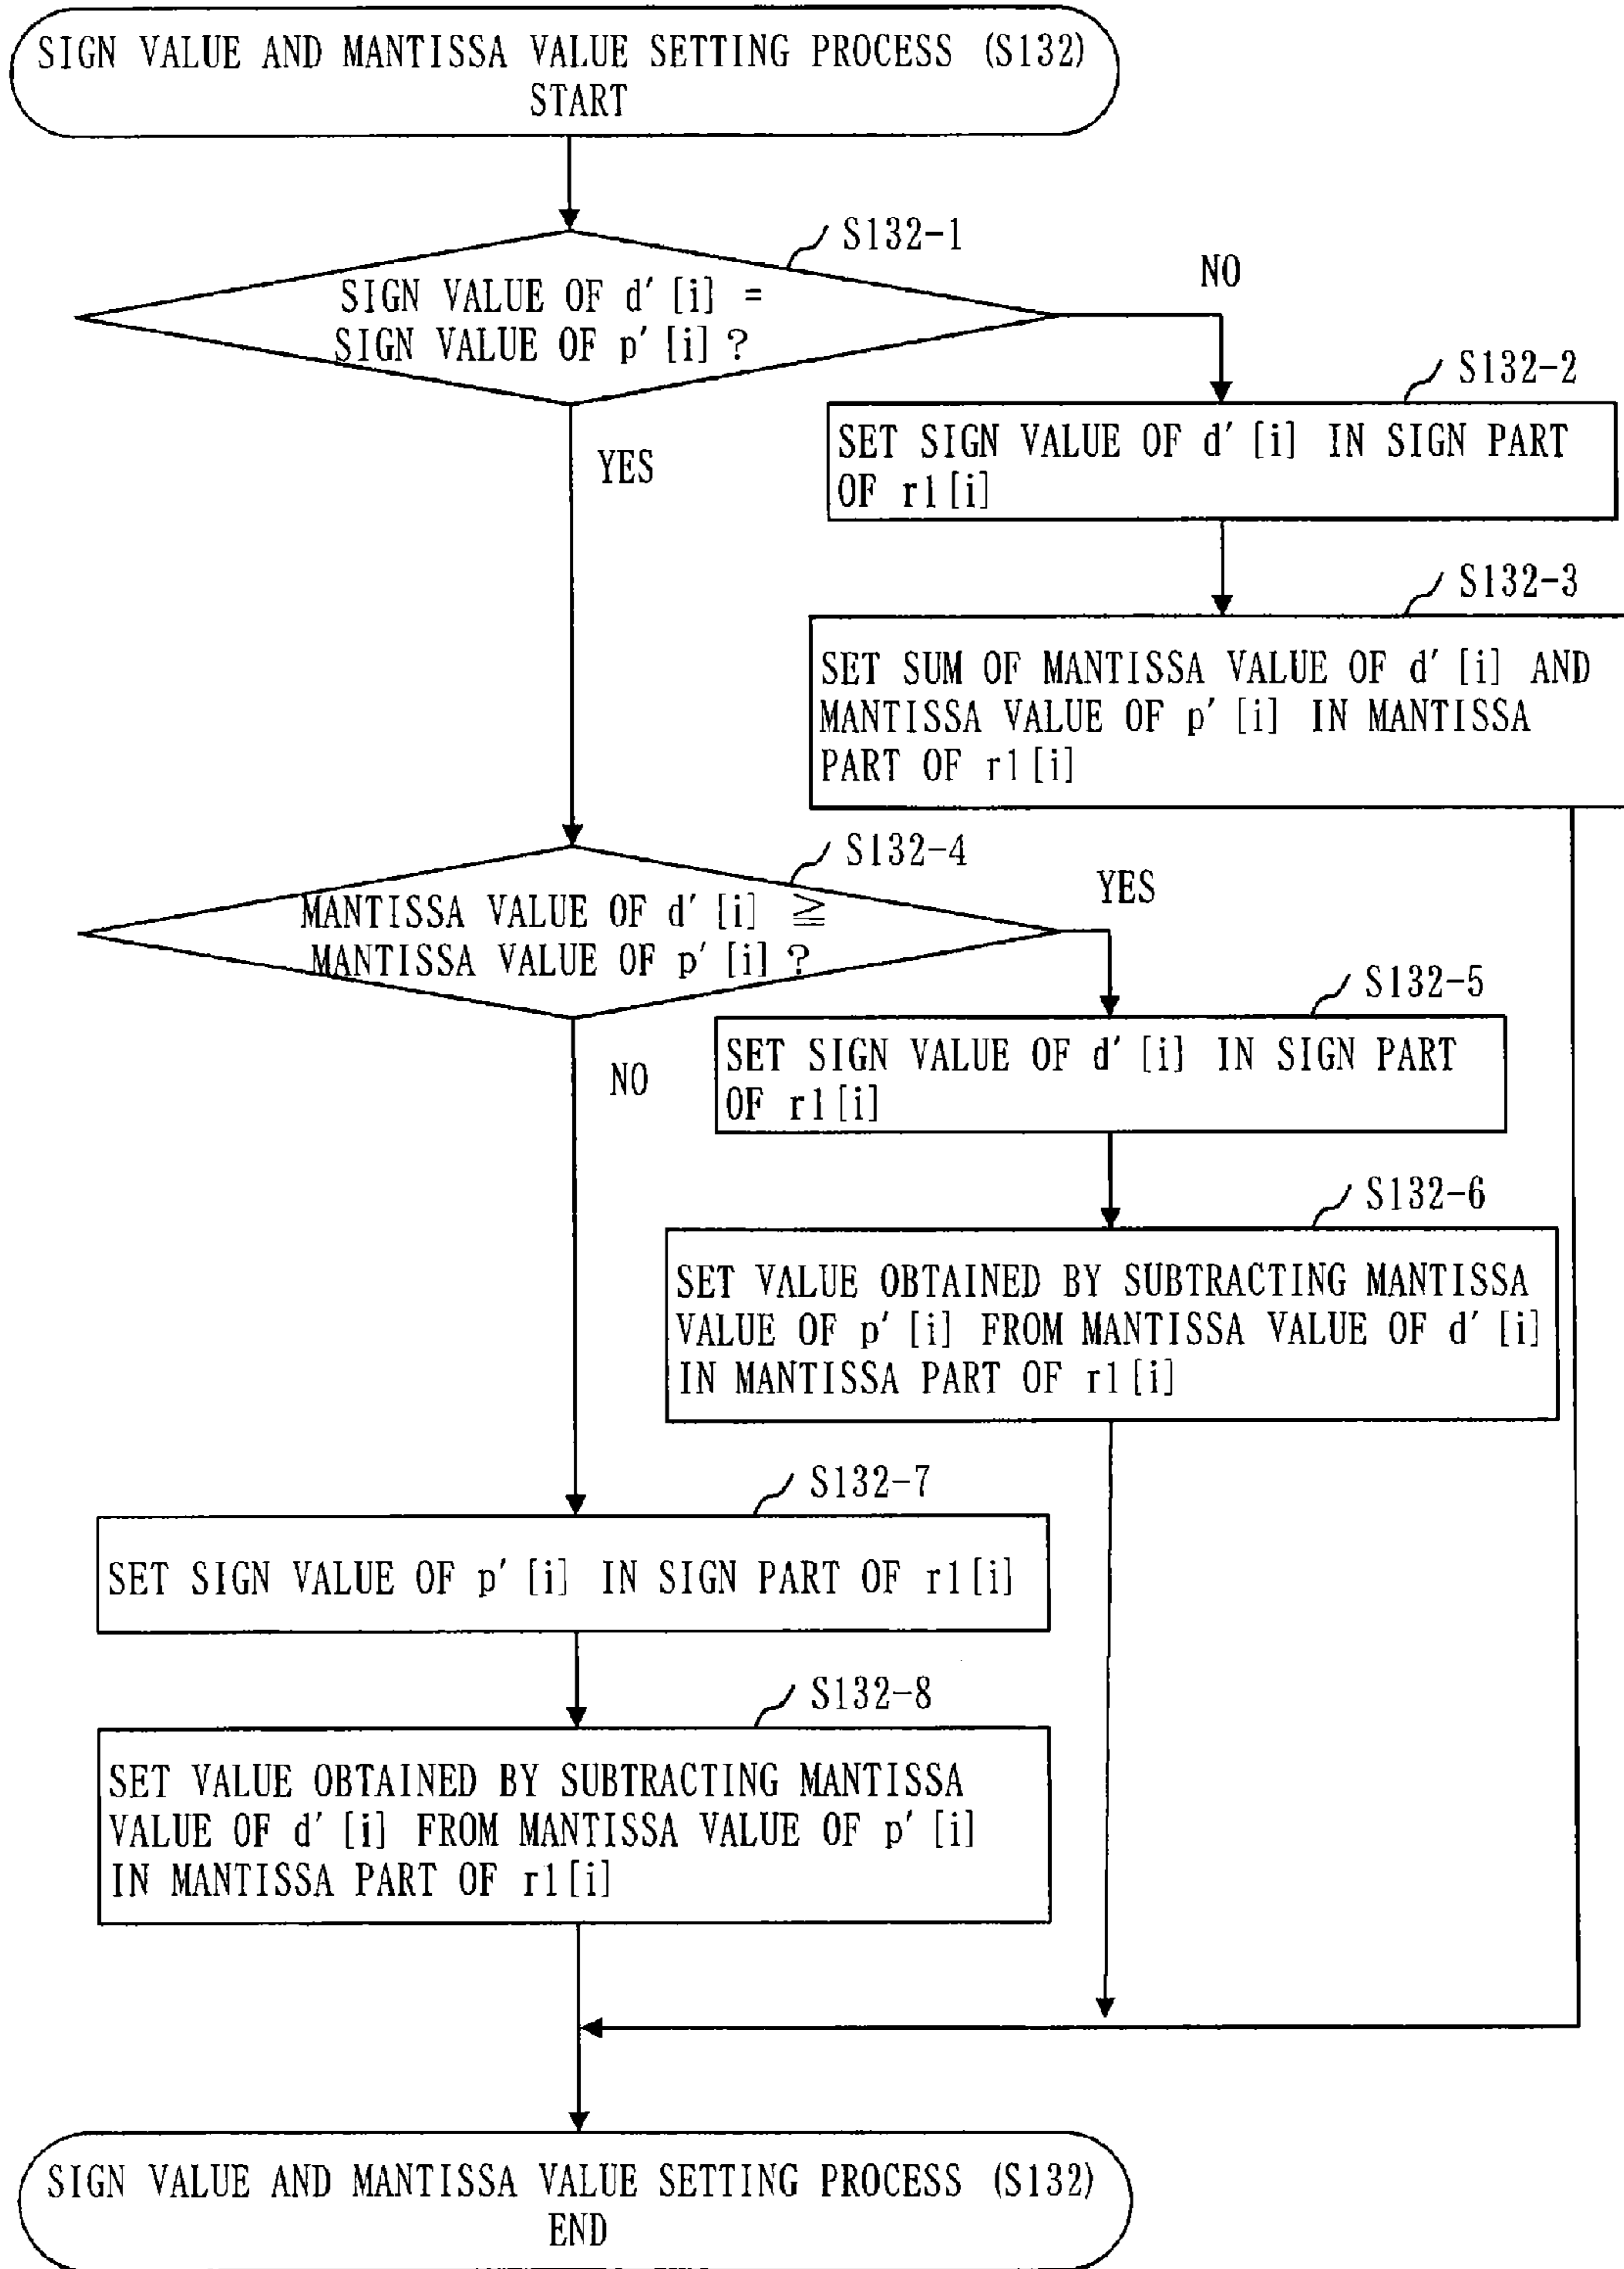 SIGN VALUE AND MANTISSA VALUE SETTING PROCESS (S132)
START
S132-1
SIGN VALUE OF d'[i] =
SIGN VALUE OF p'[i]?
NO
YES
S132-2
SET SIGN VALUE OF d'[i] IN SIGN PART
OF r1[i]
S132-3
SET SUM OF MANTISSA VALUE OF d'[i] AND
MANTISSA VALUE OF p'[i] IN MANTISSA
PART OF r1[i]
S132-4
MANTISSA VALUE OF d'[i] ≧
MANTISSA VALUE OF p'[i]?
YES
NO
S132-5
SET SIGN VALUE OF d'[i] IN SIGN PART
OF r1[i]
S132-6
SET VALUE OBTAINED BY SUBTRACTING MANTISSA
VALUE OF p'[i] FROM MANTISSA VALUE OF d'[i]
IN MANTISSA PART OF r1[i]
S132-7
SET SIGN VALUE OF p'[i] IN SIGN PART OF r1[i]
S132-8
SET VALUE OBTAINED BY SUBTRACTING MANTISSA
VALUE OF d'[i] FROM MANTISSA VALUE OF p'[i]
IN MANTISSA PART OF r1[i]
SIGN VALUE AND MANTISSA VALUE SETTING PROCESS (S132)
END